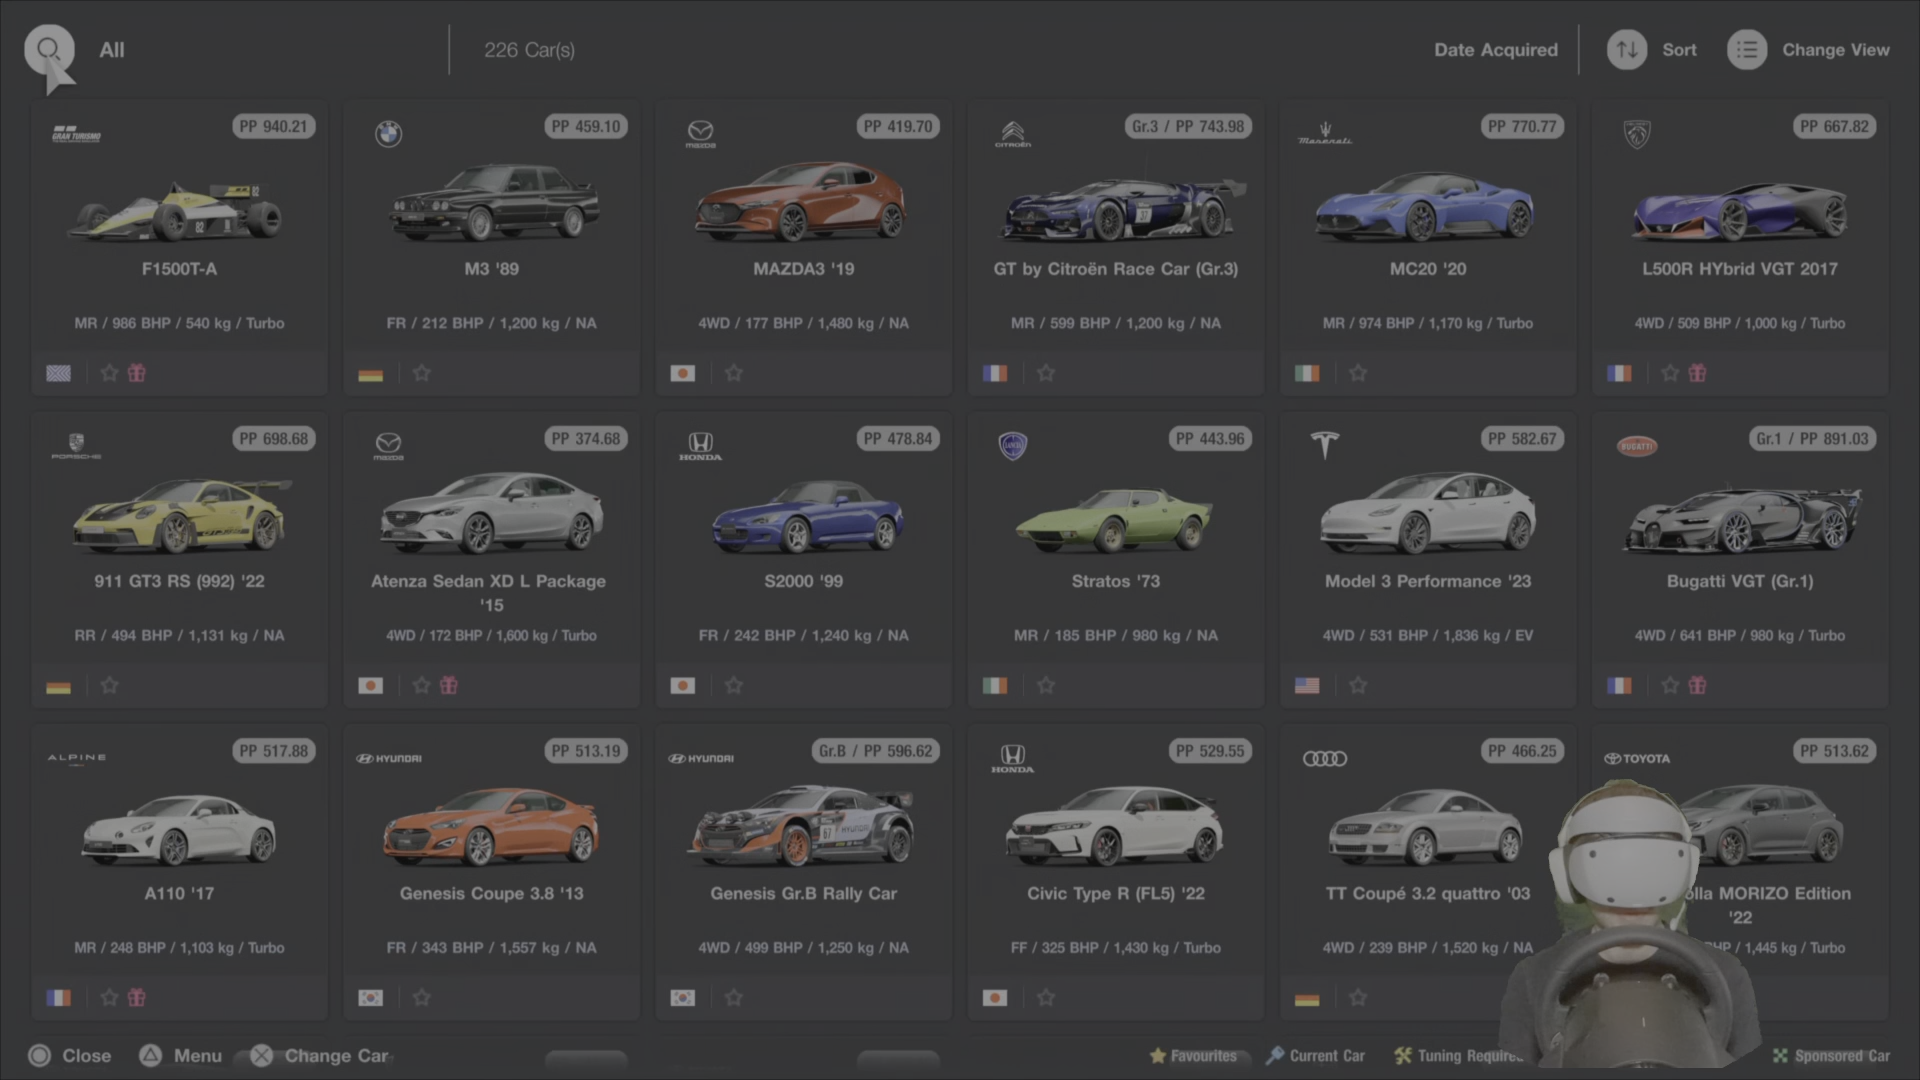 All
226 Car(s)
Date Acquired
Sort
Change View
GRAN TURISMO
PP 940.21
F1500T-A
MR / 986 BHP / 540 kg / Turbo
PP 459.10
M3 '89
FR / 212 BHP / 1,200 kg / NA
mazda
PP 419.70
MAZDA3 '19
4WD / 177 BHP / 1,480 kg / NA
CITROËN
Gr.3 / PP 743.98
37
GT by Citroën Race Car (Gr.3)
MR / 599 BHP / 1,200 kg / NA
Maserati
PP 770.77
MC20 '20
MR / 974 BHP / 1,170 kg / Turbo
PP 667.82
L500R HYbrid VGT 2017
4WD / 509 BHP / 1,000 kg / Turbo
PORSCHE
PP 698.68
911 GT3 RS (992) '22
RR / 494 BHP / 1,131 kg / NA
mazda
PP 374.68
Atenza Sedan XD L Package
'15
4WD / 172 BHP / 1,600 kg / Turbo
HONDA
PP 478.84
S2000 '99
FR / 242 BHP / 1,240 kg / NA
PP 443.96
Stratos '73
MR / 185 BHP / 980 kg / NA
PP 582.67
Model 3 Performance '23
4WD / 531 BHP / 1,836 kg / EV
BUGATTI
Gr.1 / PP 891.03
Bugatti VGT (Gr.1)
4WD / 641 BHP / 980 kg / Turbo
ALPINE
PP 517.88
A110 '17
MR / 248 BHP / 1,103 kg / Turbo
HYUNDAI
PP 513.19
Genesis Coupe 3.8 '13
FR / 343 BHP / 1,557 kg / NA
HYUNDAI
Gr.B / PP 596.62
67
HYUNDAI
Genesis Gr.B Rally Car
4WD / 499 BHP / 1,250 kg / NA
HONDA
PP 529.55
Civic Type R (FL5) '22
FF / 325 BHP / 1,430 kg / Turbo
PP 466.25
TT Coupé 3.2 quattro '03
4WD / 239 BHP / 1,520 kg / NA
TOYOTA
PP 513.62
MORIZO Edition
'22
1,445 kg / Turbo
Close
Menu
Change Car
Favourites
Current Car
Tuning
Sponsored Car